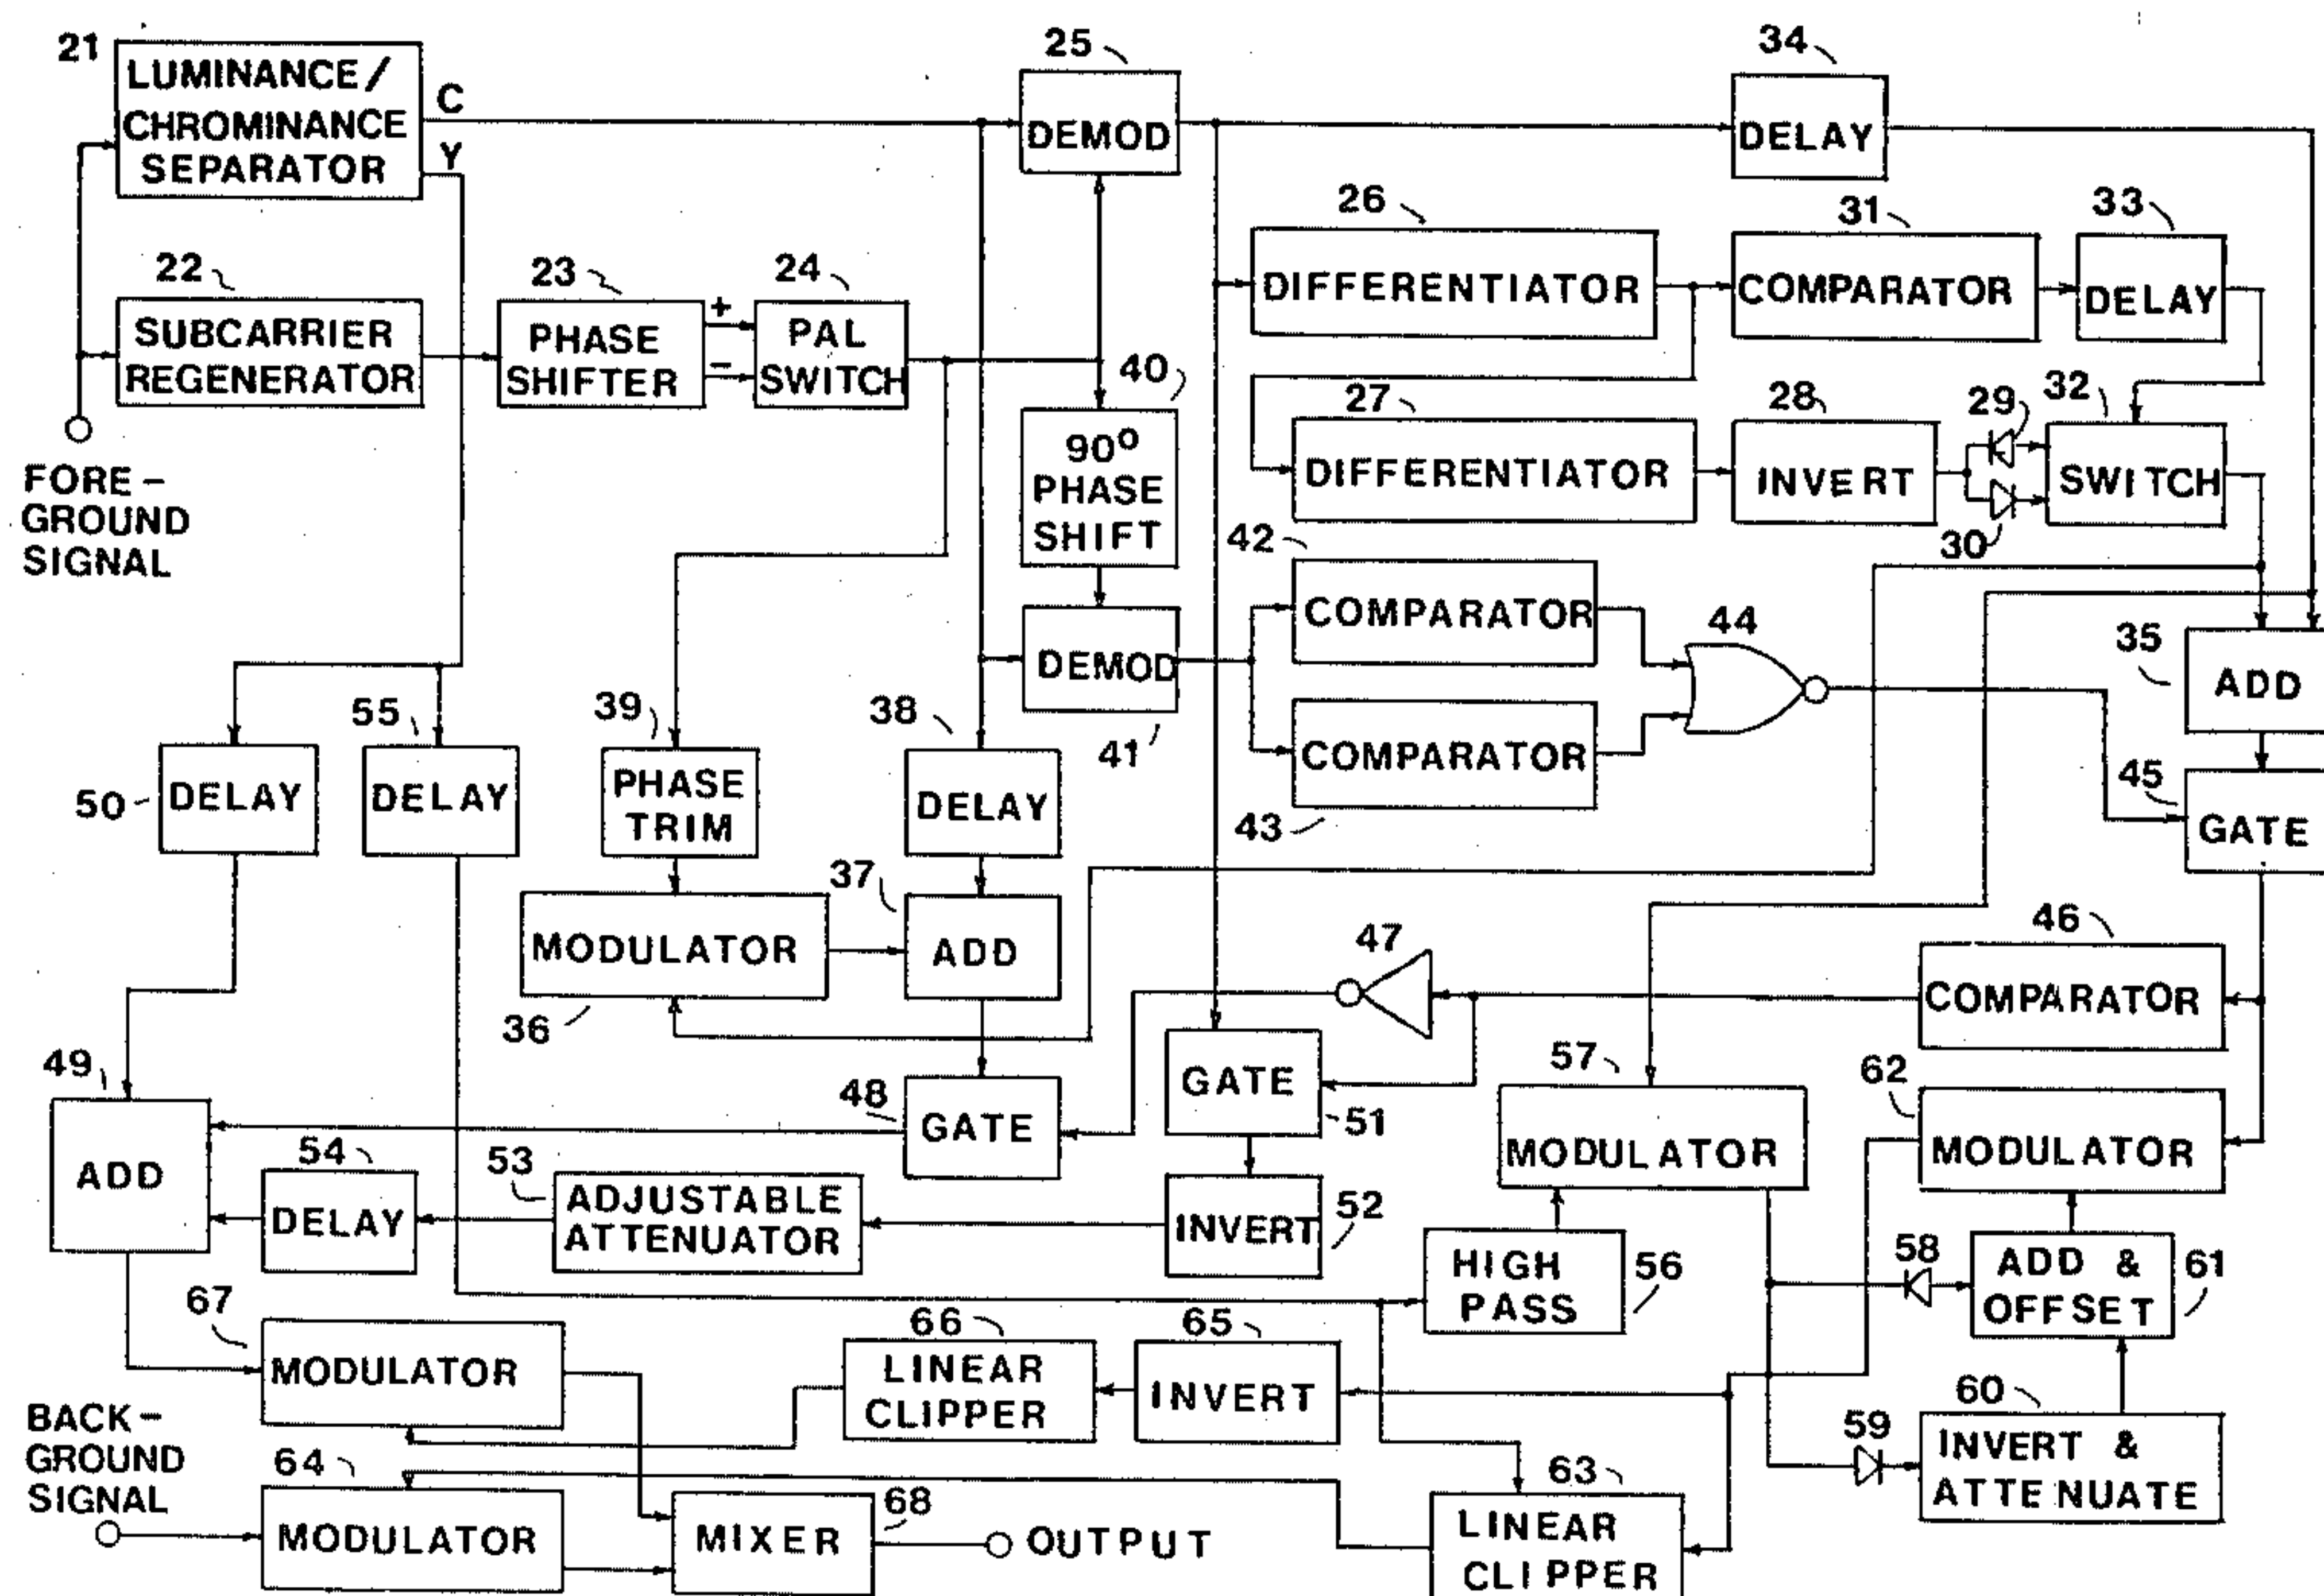 21
LUMINANCE/
CHROMINANCE
SEPARATOR
C
Y
25
DEMOD
34
DELAY
22
SUBCARRIER
REGENERATOR
23
PHASE
SHIFTER
+
−
24
PAL
SWITCH
26
DIFFERENTIATOR
31
COMPARATOR
33
DELAY
FORE-
GROUND
SIGNAL
40
90°
PHASE
SHIFT
27
DIFFERENTIATOR
28
INVERT
29
30
32
SWITCH
42
COMPARATOR
44
35
ADD
DEMOD
41
COMPARATOR
43
45
GATE
50
DELAY
55
DELAY
39
PHASE
TRIM
38
DELAY
MODULATOR
36
37
ADD
47
46
COMPARATOR
49
ADD
48
GATE
GATE
51
57
MODULATOR
62
MODULATOR
54
DELAY
53
ADJUSTABLE
ATTENUATOR
INVERT
52
HIGH
PASS
56
58
ADD &
OFFSET
61
67
MODULATOR
66
LINEAR
CLIPPER
65
INVERT
59
60
INVERT &
ATTENUATE
BACK-
GROUND
SIGNAL
64
MODULATOR
MIXER
68
OUTPUT
63
LINEAR
CLIPPER